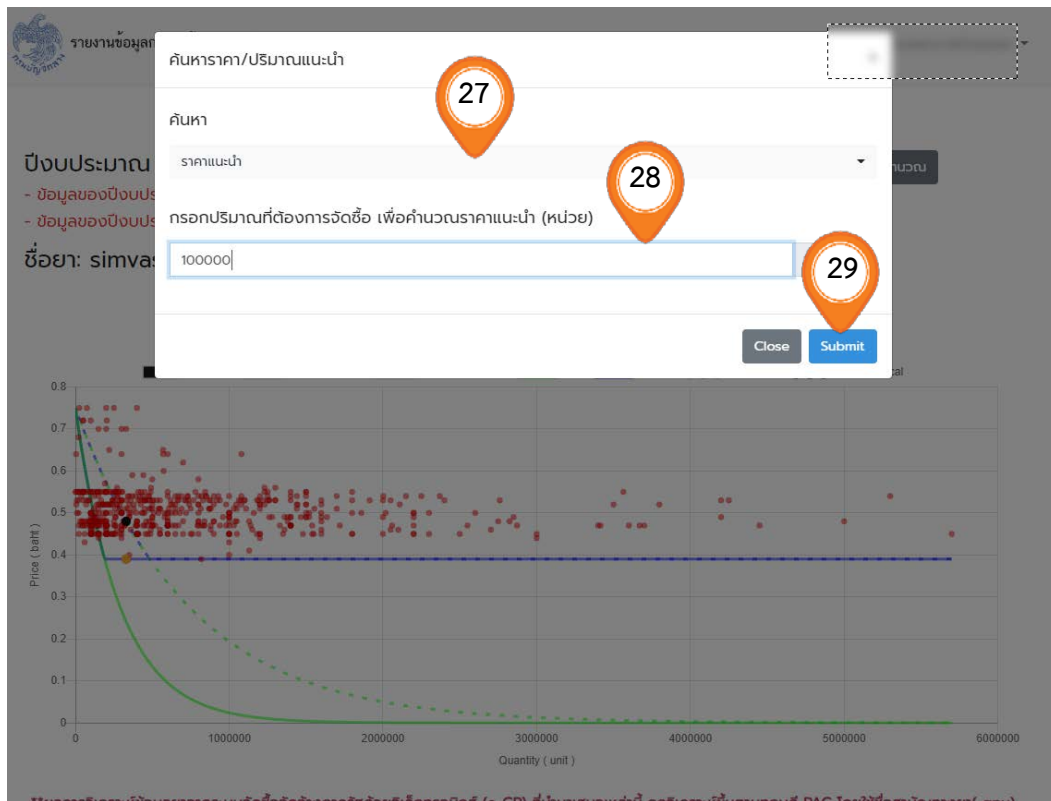 รายงานข้อมูลก
ค้นหาราคา/ปริมาณแนะนำ
27
ค้นหา
ราคาแนะนำ
28
ปีงบประมาณ
- ข้อมูลของปีงบประ
- ข้อมูลของปีงบประ
กรอกปริมาณที่ต้องการจัดซื้อ เพื่อคำนวณราคาแนะนำ (หน่วย)
ชื่อยา: simvas
100000
29
Close
Submit
cal
0.8
0.7
0.6
0.5
0.4
0.3
0.2
0.1
0
Price ( baht )
0
1000000
2000000
3000000
4000000
5000000
6000000
Quantity ( unit )